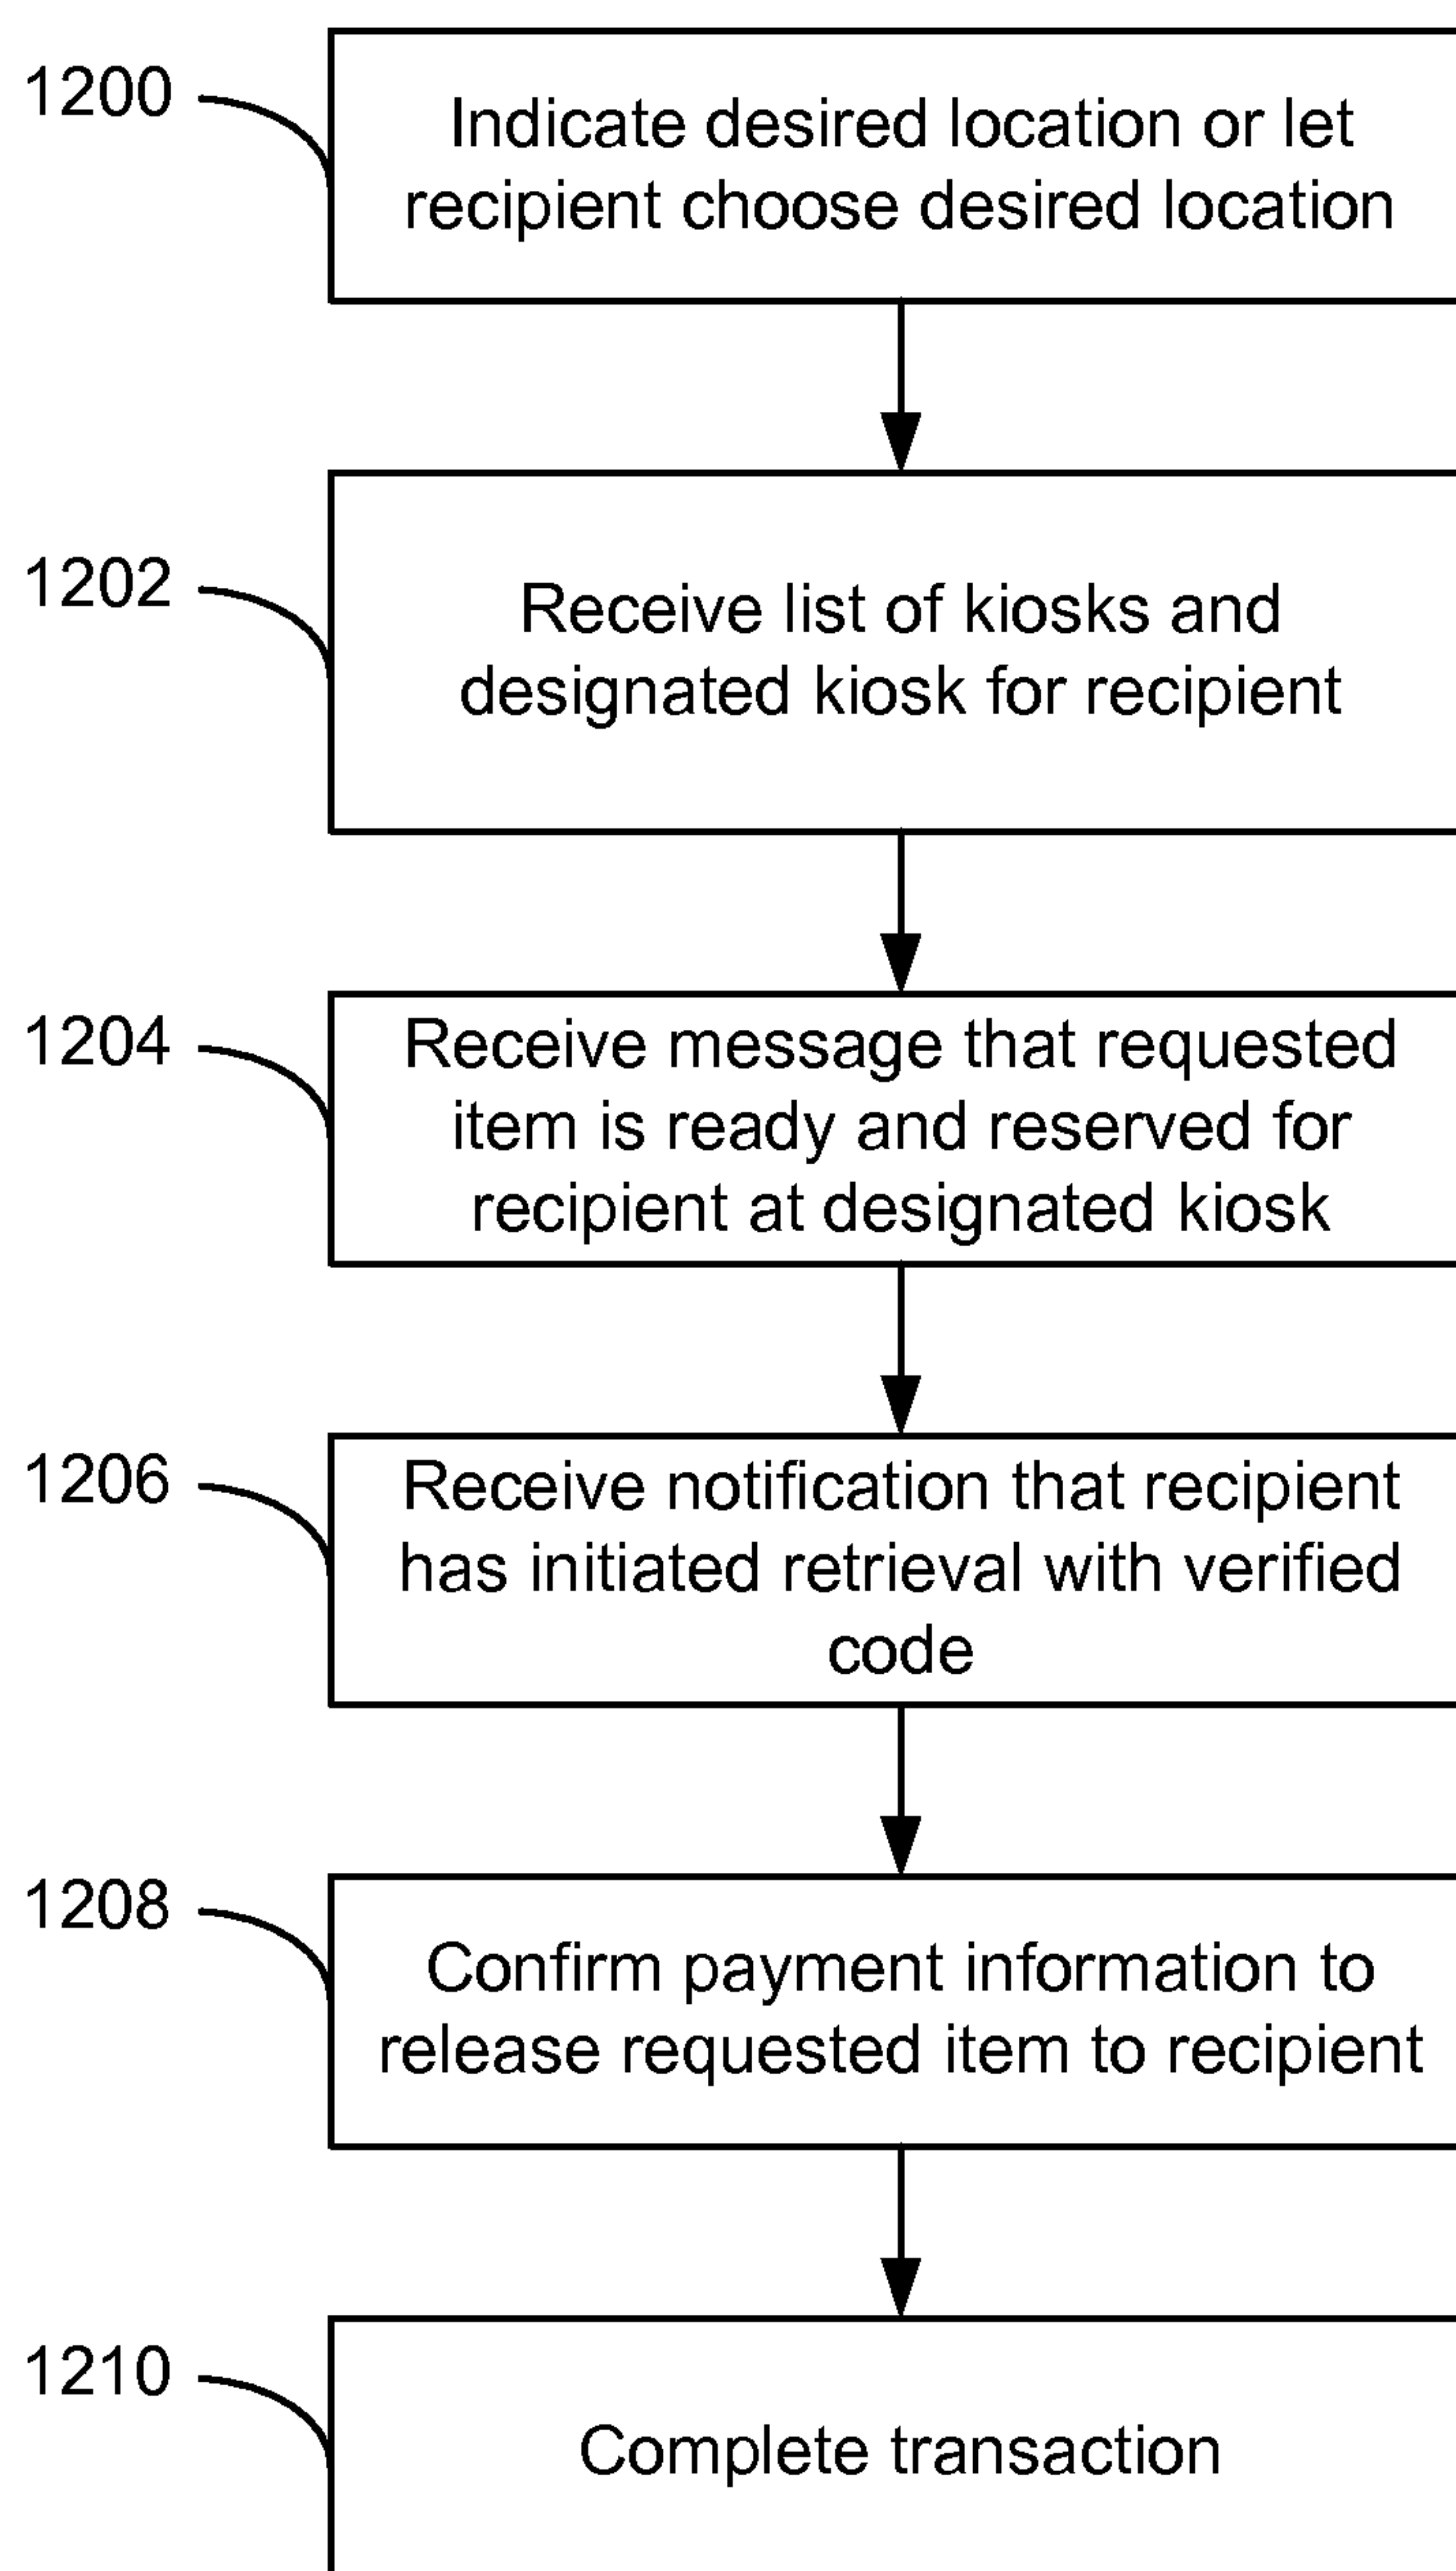 1200
Indicate desired location or let
recipient choose desired location
1202
Receive list of kiosks and
designated kiosk for recipient
1204
Receive message that requested
item is ready and reserved for
recipient at designated kiosk
1206
Receive notification that recipient
has initiated retrieval with verified
code
1208
Confirm payment information to
release requested item to recipient
1210
Complete transaction